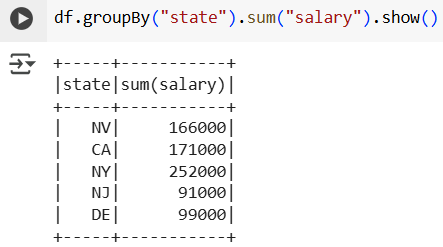 df.groupBy("state").sum("salary").show()
+-----+-----------+
|state|sum(salary)|
+-----+-----------+
|   NV|     166000|
|   CA|     171000|
|   NY|     252000|
|   NJ|      91000|
|   DE|      99000|
+-----+-----------+